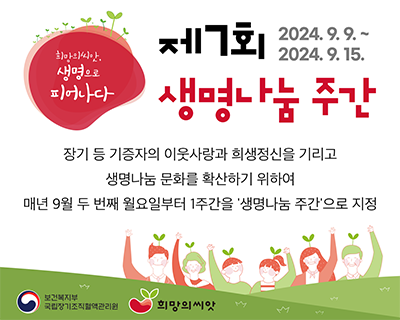 희망의씨앗,
생명으로
피어나다
제7회
2024. 9. 9. ~
2024. 9. 15.
생명나눔 주간
장기 등 기증자의 이웃사랑과 희생정신을 기리고
생명나눔 문화를 확산하기 위하여
매년 9월 두 번째 월요일부터 1주간을 '생명나눔 주간'으로 지정
보건복지부
국립장기조직혈액관리원
희망의씨앗